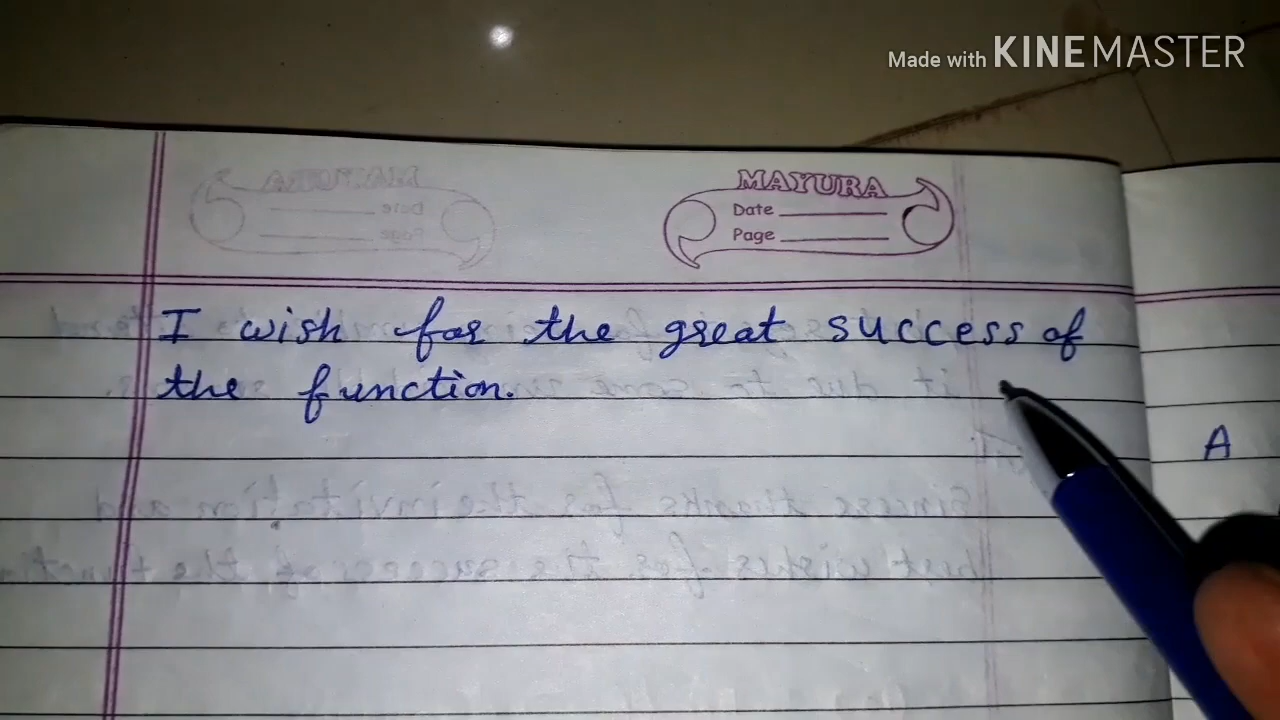 Made with KINEMASTER
MAYURA
Date
Page
I wish for the great success of
the function.
A